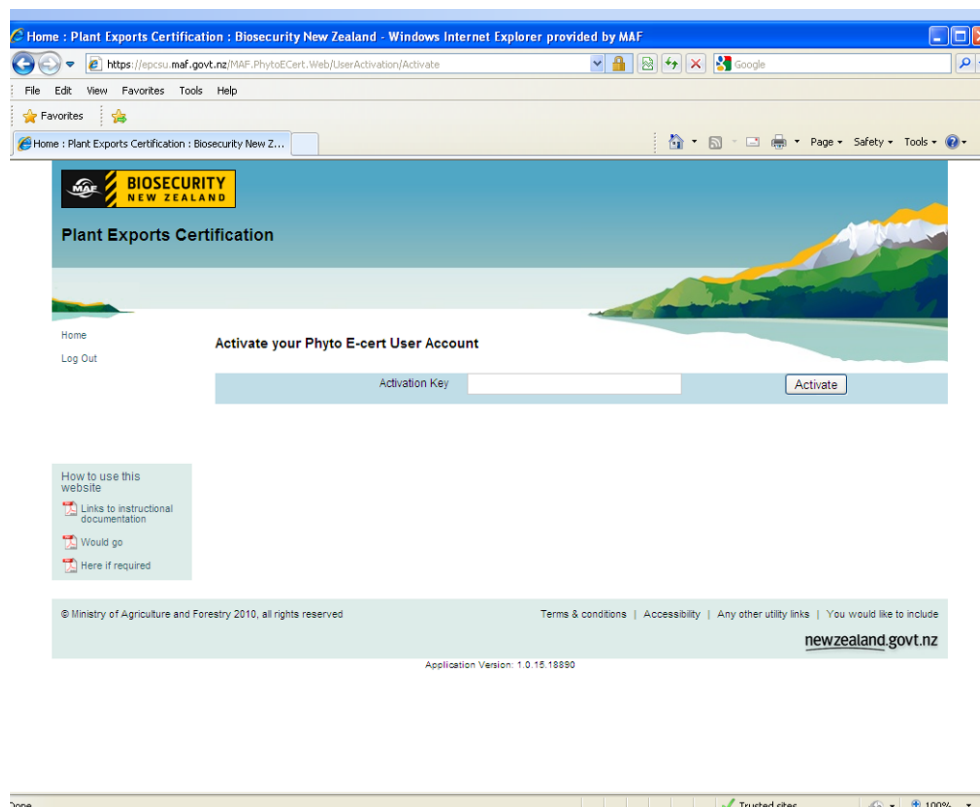 Home : Plant Exports Certification : Biosecurity New Zealand - Windows Internet Explorer provided by MAF
https://epcsu.maf.govt.nz/MAF.PhytoECert.Web/UserActivation/Activate
Google
File Edit View Favorites Tools Help
Favorites
Home : Plant Exports Certification : Biosecurity New Z...
Page Safety Tools
MAF
BIOSECURITY
NEW ZEALAND
Plant Exports Certification
Home
Log Out
Activate your Phyto E-cert User Account
Activation Key
Activate
How to use this
website
Links to instructional
documentation
Would go
Here if required
© Ministry of Agriculture and Forestry 2010, all rights reserved
Terms & conditions | Accessibility | Any other utility links | You would like to include
newzealand.govt.nz
Application Version: 1.0.15.18890
Done
Trusted sites
100%